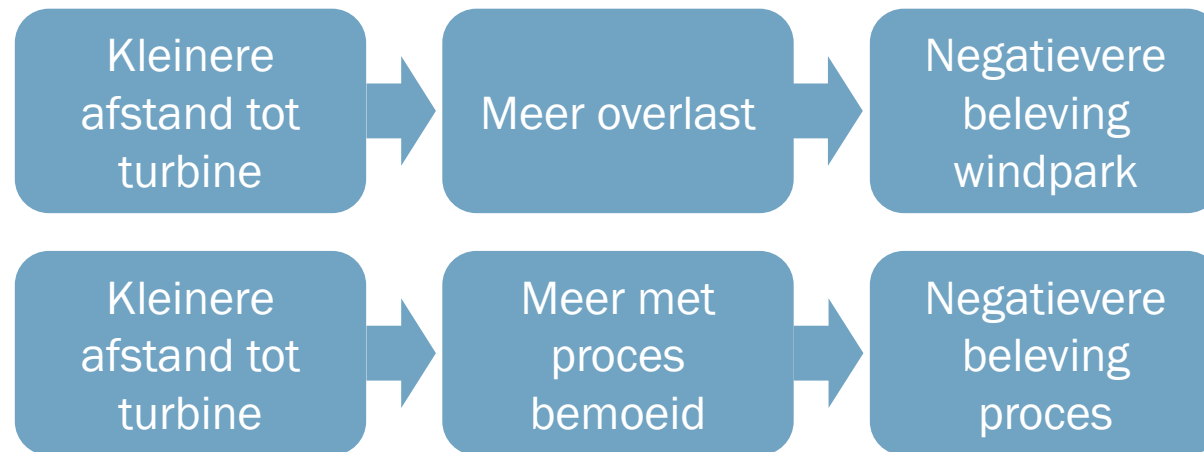 Kleinere
afstand tot
turbine
Meer overlast
Negatievere
beleving
windpark
Kleinere
afstand tot
turbine
Meer met
proces
bemoeid
Negatievere
beleving
proces